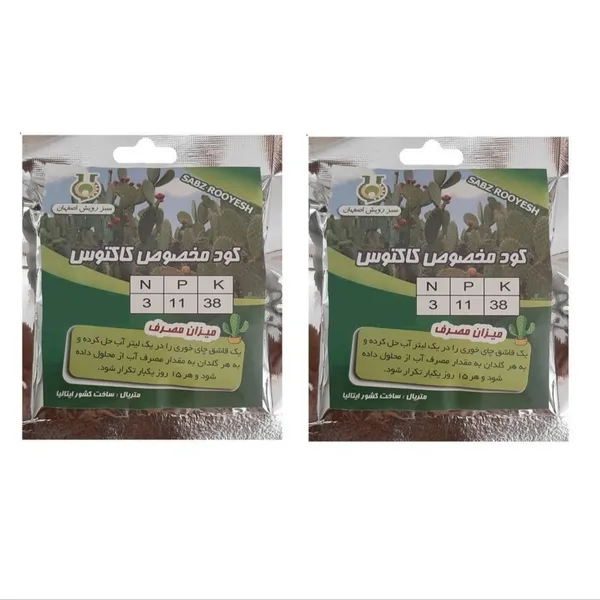 SABZ ROOYESH
سبز رویش اصفهان
کود مخصوص کاکتوس
N P K
3 11 38
میزان مصرف
یک قاشق چای خوری را در یک لیتر آب حل کرده و
به هر گلدان به مقدار مصرف آب از محلول داده
شود و هر ۱۵ روز یکبار تکرار شود.
متریال : ساخت کشور ایتالیا
SABZ ROOYESH
سبز رویش اصفهان
کود مخصوص کاکتوس
N P K
3 11 38
میزان مصرف
یک قاشق چای خوری را در یک لیتر آب حل کرده و
به هر گلدان به مقدار مصرف آب از محلول داده
شود و هر ۱۵ روز یکبار تکرار شود.
متریال : ساخت کشور ایتالیا